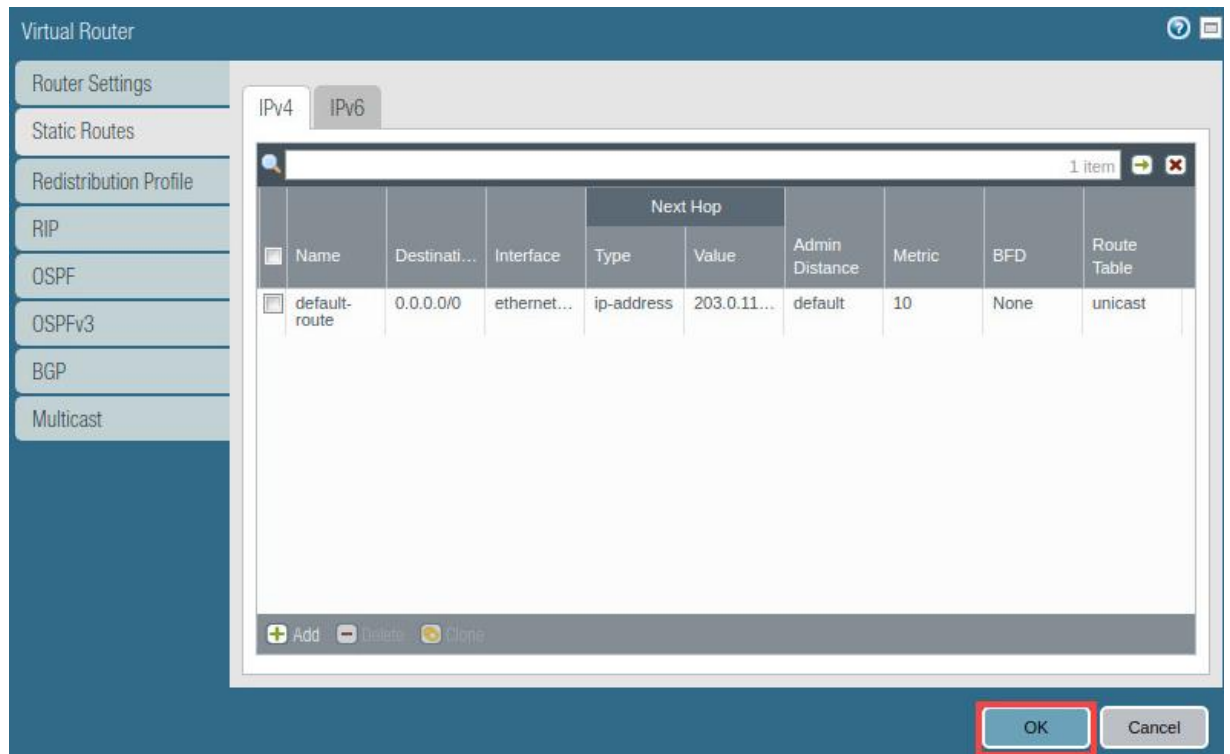 Virtual Router
Router Settings
Static Routes
Redistribution Profile
RIP
OSPF
OSPFv3
BGP
Multicast
IPv4 IPv6
1 item
Next Hop
Name Destinati... Interface Type Value Admin Distance Metric BFD Route Table
default-route 0.0.0.0/0 ethernet... ip-address 203.0.11... default 10 None unicast
Add Delete Clone
OK Cancel